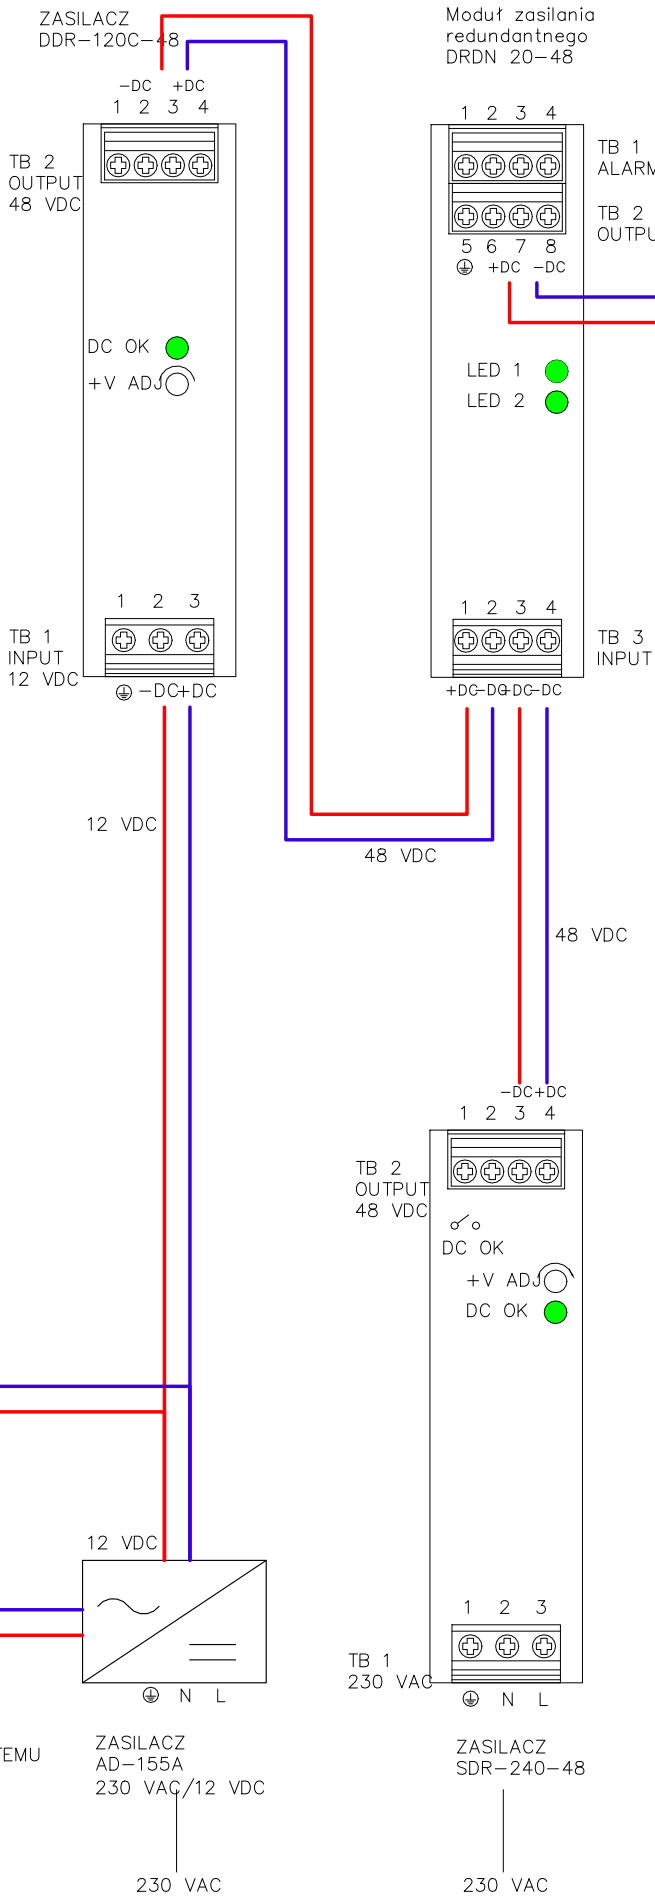 ZASILACZ
DDR-120C-48
-DC +DC
1 2 3 4
TB 2
OUTPUT
48 VDC
DC OK
+V ADJ
1 2 3
TB 1
INPUT
12 VDC
-DC+DC
Moduł zasilania
redundantnego
DRDN 20-48
1 2 3 4
TB 1
ALARM
TB 2
OUTPU
5 6 7 8
+DC -DC
LED 1
LED 2
1 2 3 4
TB 3
INPUT
+DC-DC+DC-DC
12 VDC
48 VDC
48 VDC
-DC+DC
1 2 3 4
TB 2
OUTPUT
48 VDC
DC OK
+V ADJ
DC OK
12 VDC
1 2 3
TB 1
230 VAC
N L
N L
TEMU
ZASILACZ
AD-155A
230 VAC/12 VDC
ZASILACZ
SDR-240-48
230 VAC
230 VAC